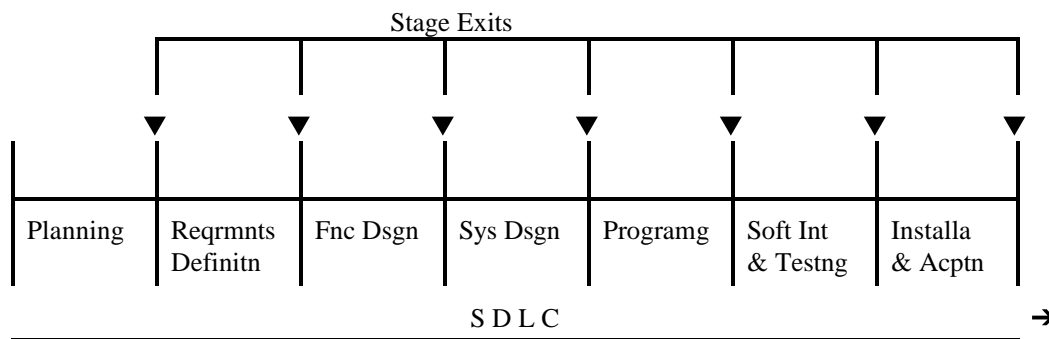 Stage Exits
Planning
Reqrmnts
Definitn
Fnc Dsgn
Sys Dsgn
Programg
Soft Int
& Testng
Installa
& Acptn
S D L C